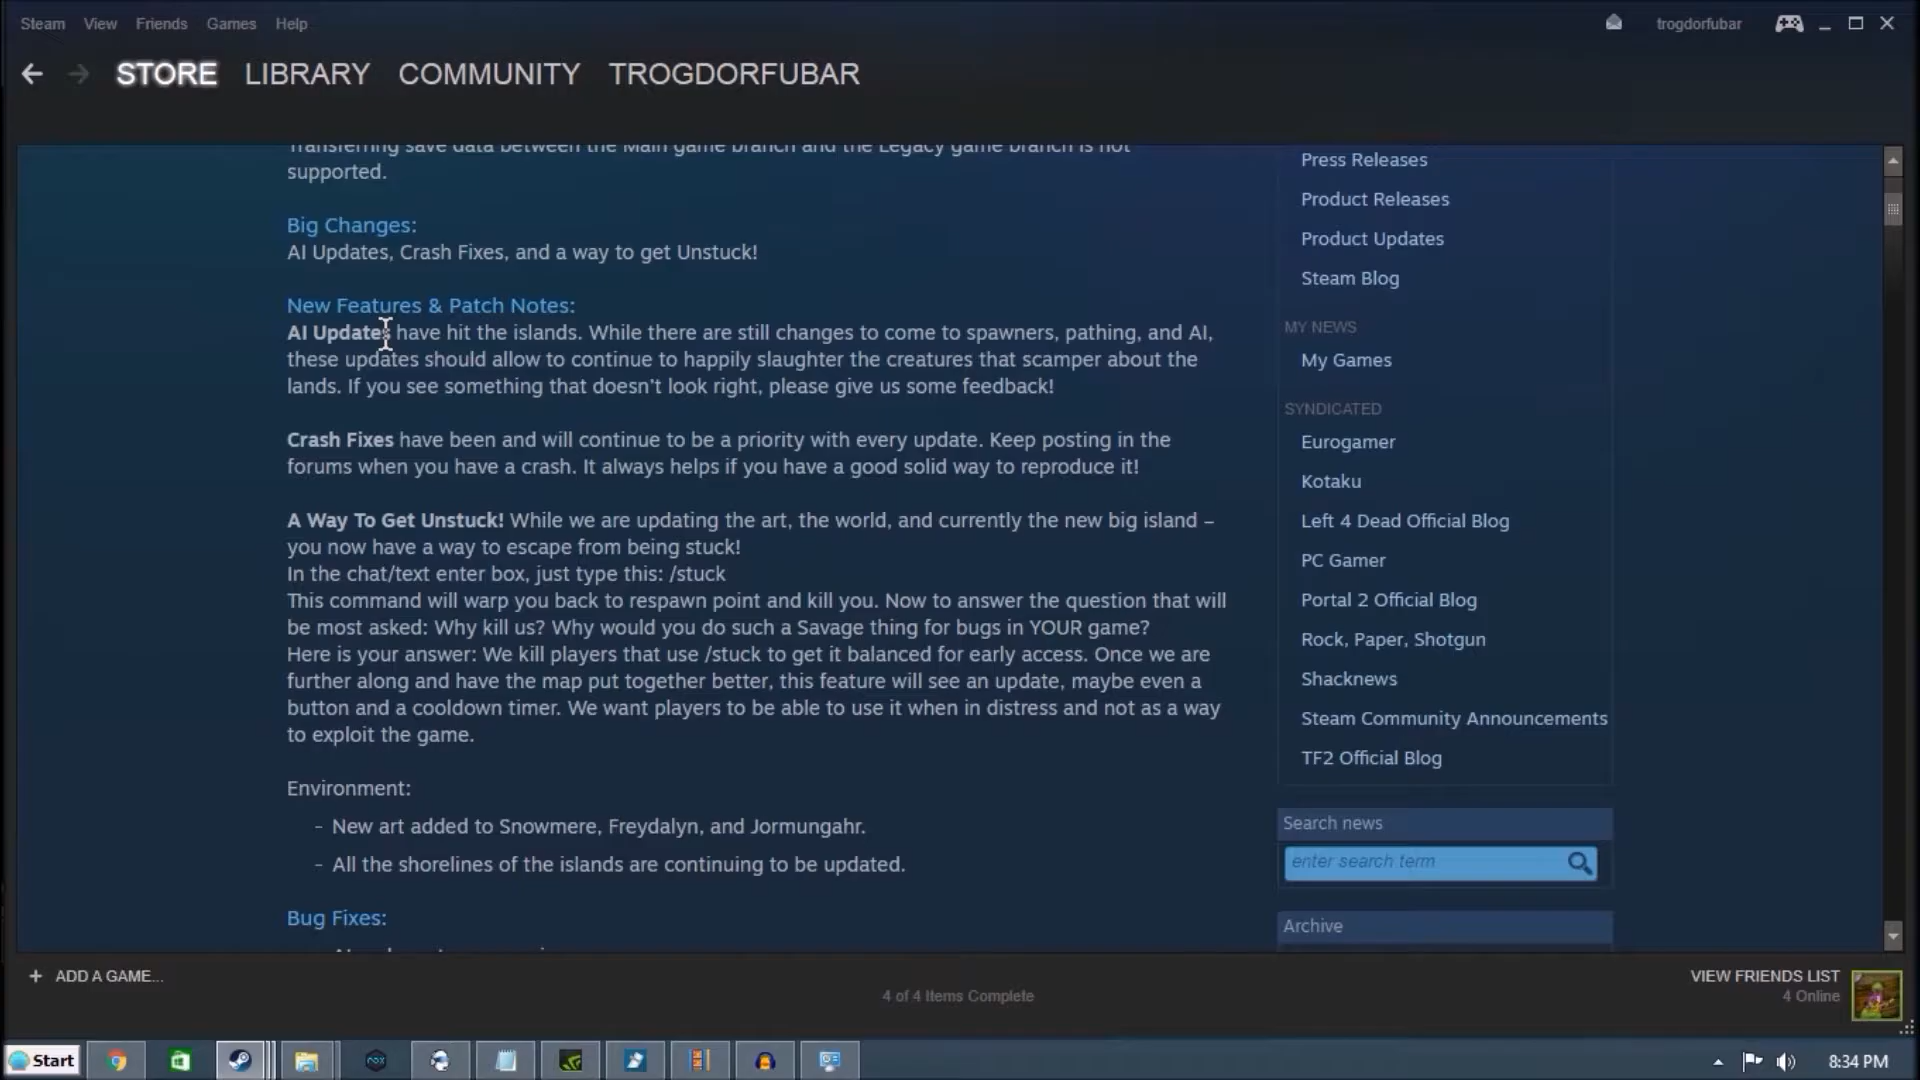 Steam View Friends Games Help
trogdorfubar
STORE LIBRARY COMMUNITY TROGDORFUBAR
Transferring save data between the Main game branch and the Legacy game branch is not
supported.
Big Changes:
AI Updates, Crash Fixes, and a way to get Unstuck!
New Features & Patch Notes:
AI Updates have hit the islands. While there are still changes to come to spawners, pathing, and AI,
these updates should allow to continue to happily slaughter the creatures that scamper about the
lands. If you see something that doesn't look right, please give us some feedback!
Crash Fixes have been and will continue to be a priority with every update. Keep posting in the
forums when you have a crash. It always helps if you have a good solid way to reproduce it!
A Way To Get Unstuck! While we are updating the art, the world, and currently the new big island –
you now have a way to escape from being stuck!
In the chat/text enter box, just type this: /stuck
This command will warp you back to respawn point and kill you. Now to answer the question that will
be most asked: Why kill us? Why would you do such a Savage thing for bugs in YOUR game?
Here is your answer: We kill players that use /stuck to get it balanced for early access. Once we are
further along and have the map put together better, this feature will see an update, maybe even a
button and a cooldown timer. We want players to be able to use it when in distress and not as a way
to exploit the game.
Environment:
- New art added to Snowmere, Freydalyn, and Jormungahr.
- All the shorelines of the islands are continuing to be updated.
Bug Fixes:
Press Releases
Product Releases
Product Updates
Steam Blog
MY NEWS
My Games
SYNDICATED
Eurogamer
Kotaku
Left 4 Dead Official Blog
PC Gamer
Portal 2 Official Blog
Rock, Paper, Shotgun
Shacknews
Steam Community Announcements
TF2 Official Blog
Search news
enter search term
Archive
+ ADD A GAME...
4 of 4 Items Complete
VIEW FRIENDS LIST
4 Online
Start
nox
8:34 PM